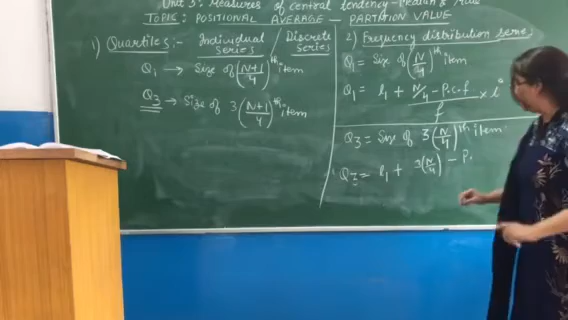 Unit 3: Measures of central tendency - Median & Mode
TOPIC: POSITIONAL AVERAGE - PARTATION VALUE
1) Quartiles:- Individual Series / Discrete Series
Q₁ → Size of (N+1/4)ᵗʰ item
Q₃ → Size of 3(N+1/4)ᵗʰ item
2) Frequency distribution series
Q₁ = Size of (N/4)ᵗʰ item
Q₁ = l₁ + N/4 - P.c.f / f × i
Q₃ = Size of 3(N/4)ᵗʰ item
Q₃ = l₁ + 3(N/4) - P.